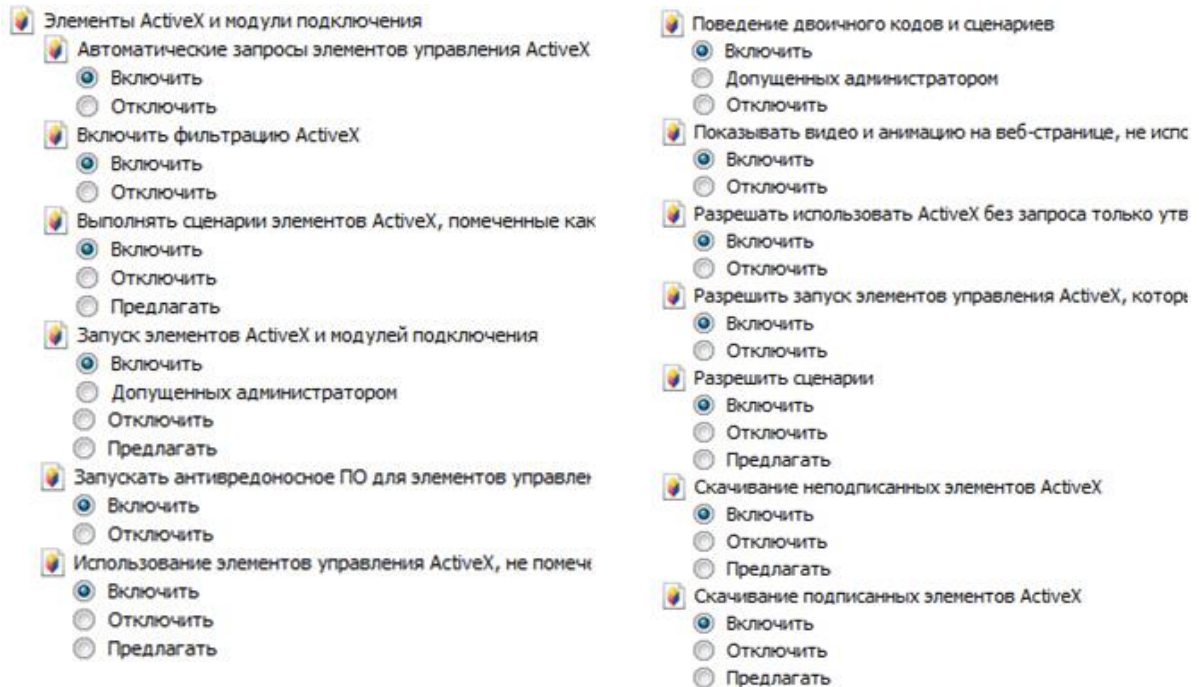 Элементы ActiveX и модули подключения
Автоматические запросы элементов управления ActiveX
Включить
Отключить
Включить фильтрацию ActiveX
Включить
Отключить
Выполнять сценарии элементов ActiveX, помеченные как
Включить
Отключить
Предлагать
Запуск элементов ActiveX и модулей подключения
Включить
Допущенных администратором
Отключить
Предлагать
Запускать антивредоносное ПО для элементов управлен
Включить
Отключить
Использование элементов управления ActiveX, не помече
Включить
Отключить
Предлагать
Поведение двоичного кодов и сценариев
Включить
Допущенных администратором
Отключить
Показывать видео и анимацию на веб-странице, не испо
Включить
Отключить
Разрешать использовать ActiveX без запроса только утв
Включить
Отключить
Разрешить запуск элементов управления ActiveX, которы
Включить
Отключить
Разрешить сценарии
Включить
Отключить
Предлагать
Скачивание неподписанных элементов ActiveX
Включить
Отключить
Предлагать
Скачивание подписанных элементов ActiveX
Включить
Отключить
Предлагать